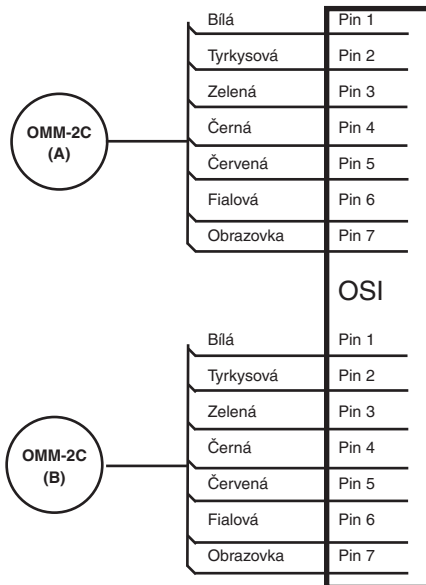 Bílá Pin 1
Tyrkysová Pin 2
Zelená Pin 3
Černá Pin 4
Červená Pin 5
Fialová Pin 6
Obrazovka Pin 7
OMM-2C
(A)
OSI
Bílá Pin 1
Tyrkysová Pin 2
Zelená Pin 3
Černá Pin 4
Červená Pin 5
Fialová Pin 6
Obrazovka Pin 7
OMM-2C
(B)